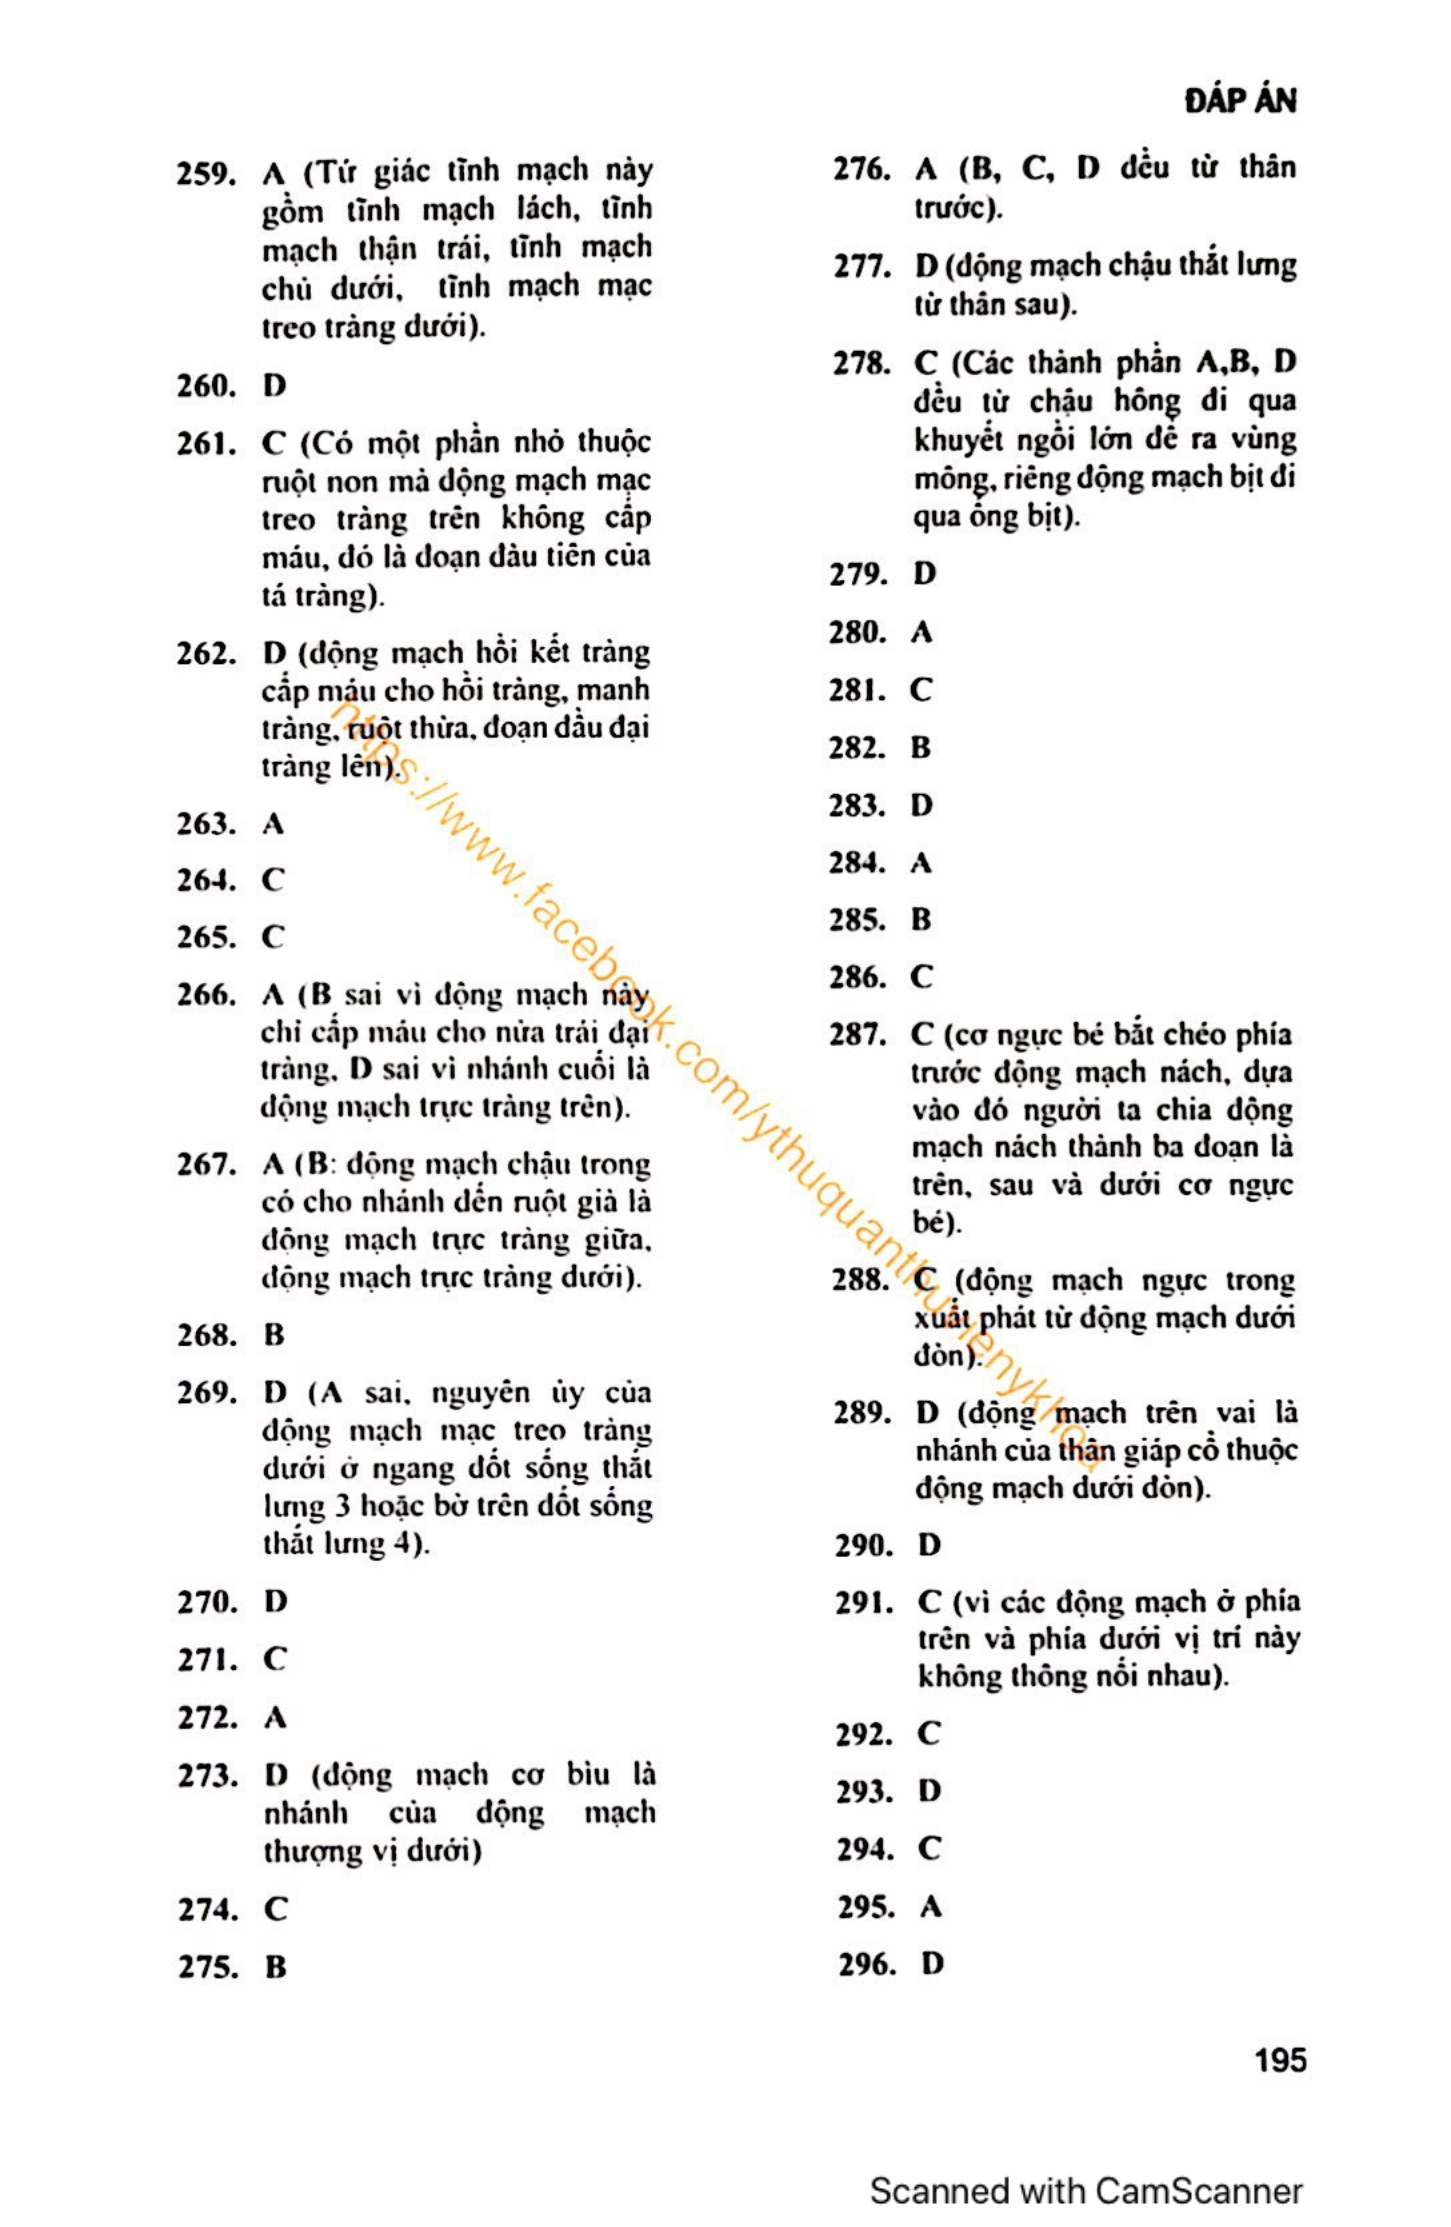 ĐÁP ÁN
259. A (Tứ giác tĩnh mạch này
gồm tĩnh mạch lách, tĩnh
mạch thận trái, tĩnh mạch
chủ dưới, tĩnh mạch mạc
treo tràng dưới).
260. D
261. C (Có một phần nhỏ thuộc
ruột non mà động mạch mạc
treo tràng trên không cấp
máu, đó là đoạn đầu tiên của
tá tràng).
262. D (động mạch hồi kết tràng
cấp máu cho hồi tràng, manh
tràng, ruột thừa, đoạn đầu đại
tràng lên).
263. A
264. C
265. C
266. A (B sai vì động mạch này
chỉ cấp máu cho nửa trái đại
tràng. D sai vì nhánh cuối là
động mạch trực tràng trên).
267. A (B: động mạch chậu trong
có cho nhánh đến ruột già là
động mạch trực tràng giữa,
động mạch trực tràng dưới).
268. B
269. D (A sai, nguyên ủy của
động mạch mạc treo tràng
dưới ở ngang đốt sống thắt
lưng 3 hoặc bờ trên đốt sống
thắt lưng 4).
270. D
271. C
272. A
273. D (động mạch cơ bìu là
nhánh của động mạch
thượng vị dưới)
274. C
275. B
276. A (B, C, D đều từ thân
trước).
277. D (động mạch chậu thắt lưng
từ thân sau).
278. C (Các thành phần A,B, D
đều từ chậu hông đi qua
khuyết ngồi lớn để ra vùng
mông, riêng động mạch bịt đi
qua ống bịt).
279. D
280. A
281. C
282. B
283. D
284. A
285. B
286. C
287. C (cơ ngực bé bắt chéo phía
trước động mạch nách, dựa
vào đó người ta chia động
mạch nách thành ba đoạn là
trên, sau và dưới cơ ngực
bé).
288. C (động mạch ngực trong
xuất phát từ động mạch dưới
đòn).
289. D (động mạch trên vai là
nhánh của thân giáp cổ thuộc
động mạch dưới đòn).
290. D
291. C (vì các động mạch ở phía
trên và phía dưới vị trí này
không thông nối nhau).
292. C
293. D
294. C
295. A
296. D
https://www.facebook.com/ythuquanthuvienykhoa
195
Scanned with CamScanner